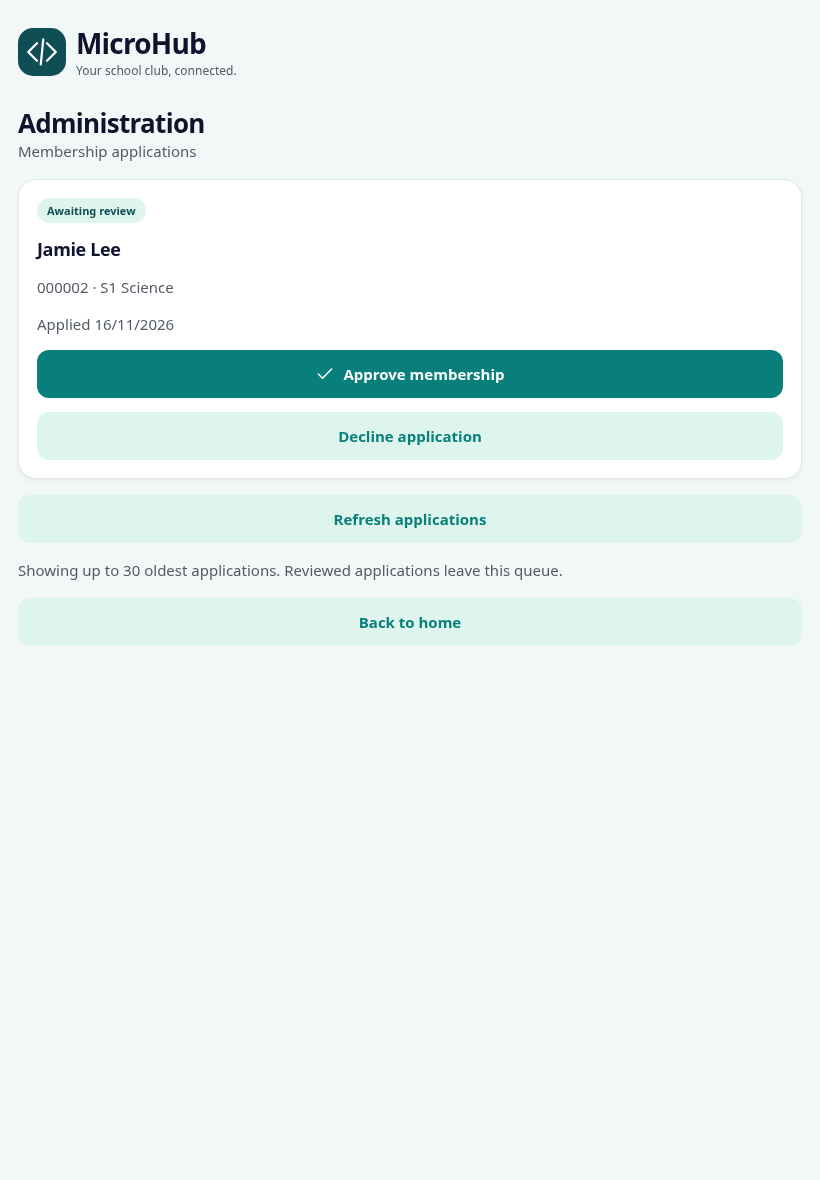 MicroHub
Your school club, connected.
Administration
Membership applications
Awaiting review
Jamie Lee
000002 · S1 Science
Applied 16/11/2026
Approve membership
Decline application
Refresh applications
Showing up to 30 oldest applications. Reviewed applications leave this queue.
Back to home